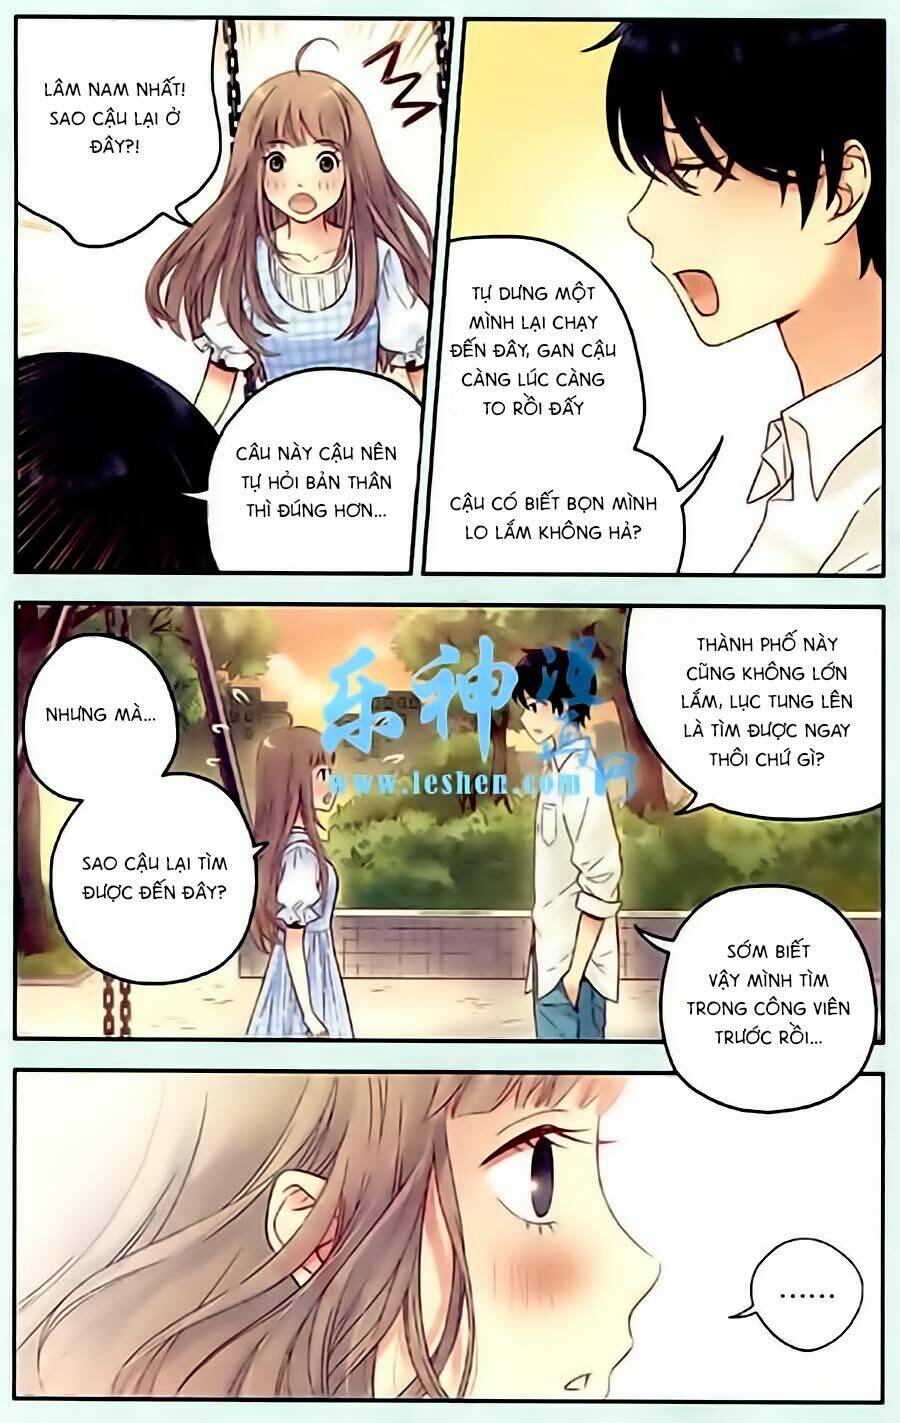 LÂM NAM NHẤT!
SAO CẬU LẠI Ở
ĐÂY?!
CÂU NÀY CẬU NÊN
TỰ HỎI BẢN THÂN
THÌ ĐÚNG HƠN...
TỰ DƯNG MỘT
MÌNH LẠI CHẠY
ĐẾN ĐÂY, GAN CẬU
CÀNG LÚC CÀNG
TO RỒI ĐẤY
CẬU CÓ BIẾT BỌN MÌNH
LO LẮM KHÔNG HẢ?
NHƯNG MÀ...
SAO CẬU LẠI TÌM
ĐƯỢC ĐẾN ĐÂY?
THÀNH PHỐ NÀY
CŨNG KHÔNG LỚN
LẮM, LỤC TUNG LÊN
LÀ TÌM ĐƯỢC NGAY
THÔI CHỨ GÌ?
乐神漫画网
www.leshen.com
SỚM BIẾT
VẬY MÌNH TÌM
TRONG CÔNG VIÊN
TRƯỚC RỒI...
......